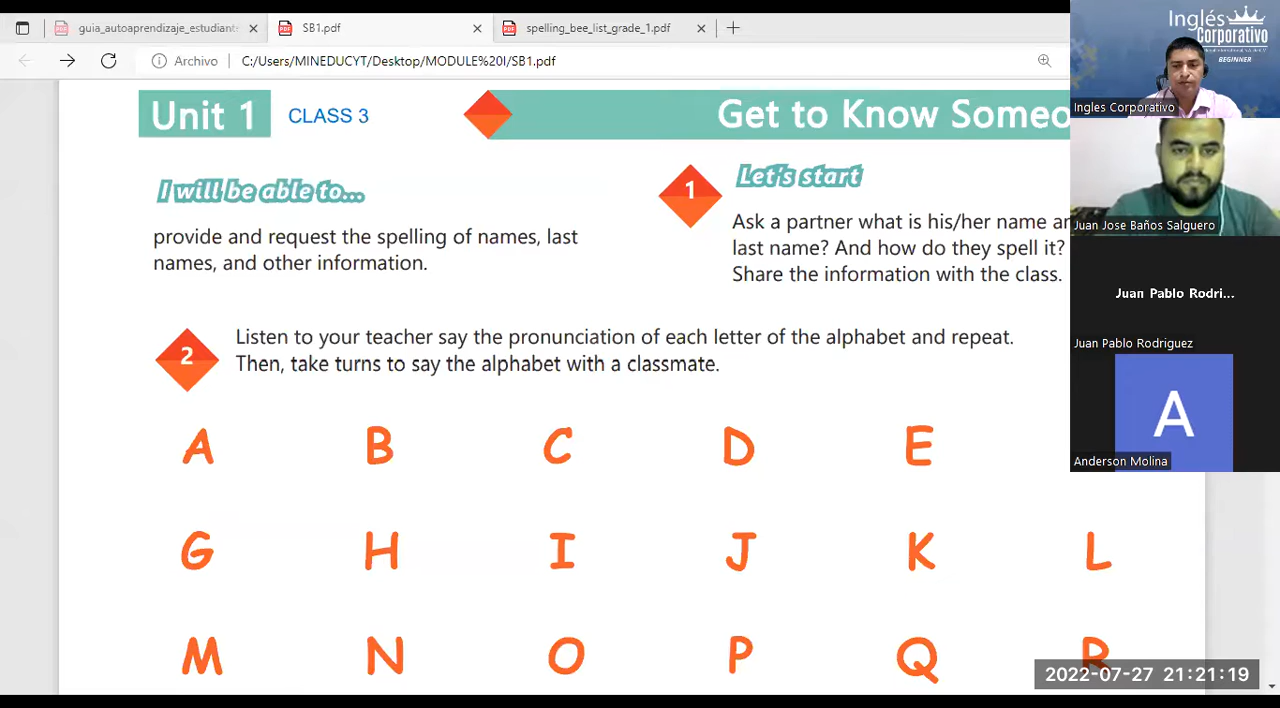 guia_autoaprendizaje_estudiant
SB1.pdf
spelling_bee_list_grade_1.pdf
Archivo
C:/Users/MINEDUCYT/Desktop/MODULE%20I/SB1.pdf
Unit 1
CLASS 3
Get to Know Someo
I will be able to...
provide and request the spelling of names, last
names, and other information.
1
Let's start
Ask a partner what is his/her name an
last name? And how do they spell it?
Share the information with the class.
2
Listen to your teacher say the pronunciation of each letter of the alphabet and repeat.
Then, take turns to say the alphabet with a classmate.
A B C D E
G H I J K L
M N O P Q R
Inglés
Corporativo
BEGINNER
Ingles Corporativo
Juan Jose Baños Salguero
Juan Pablo Rodri...
Juan Pablo Rodriguez
A
Anderson Molina
2022-07-27 21:21:19